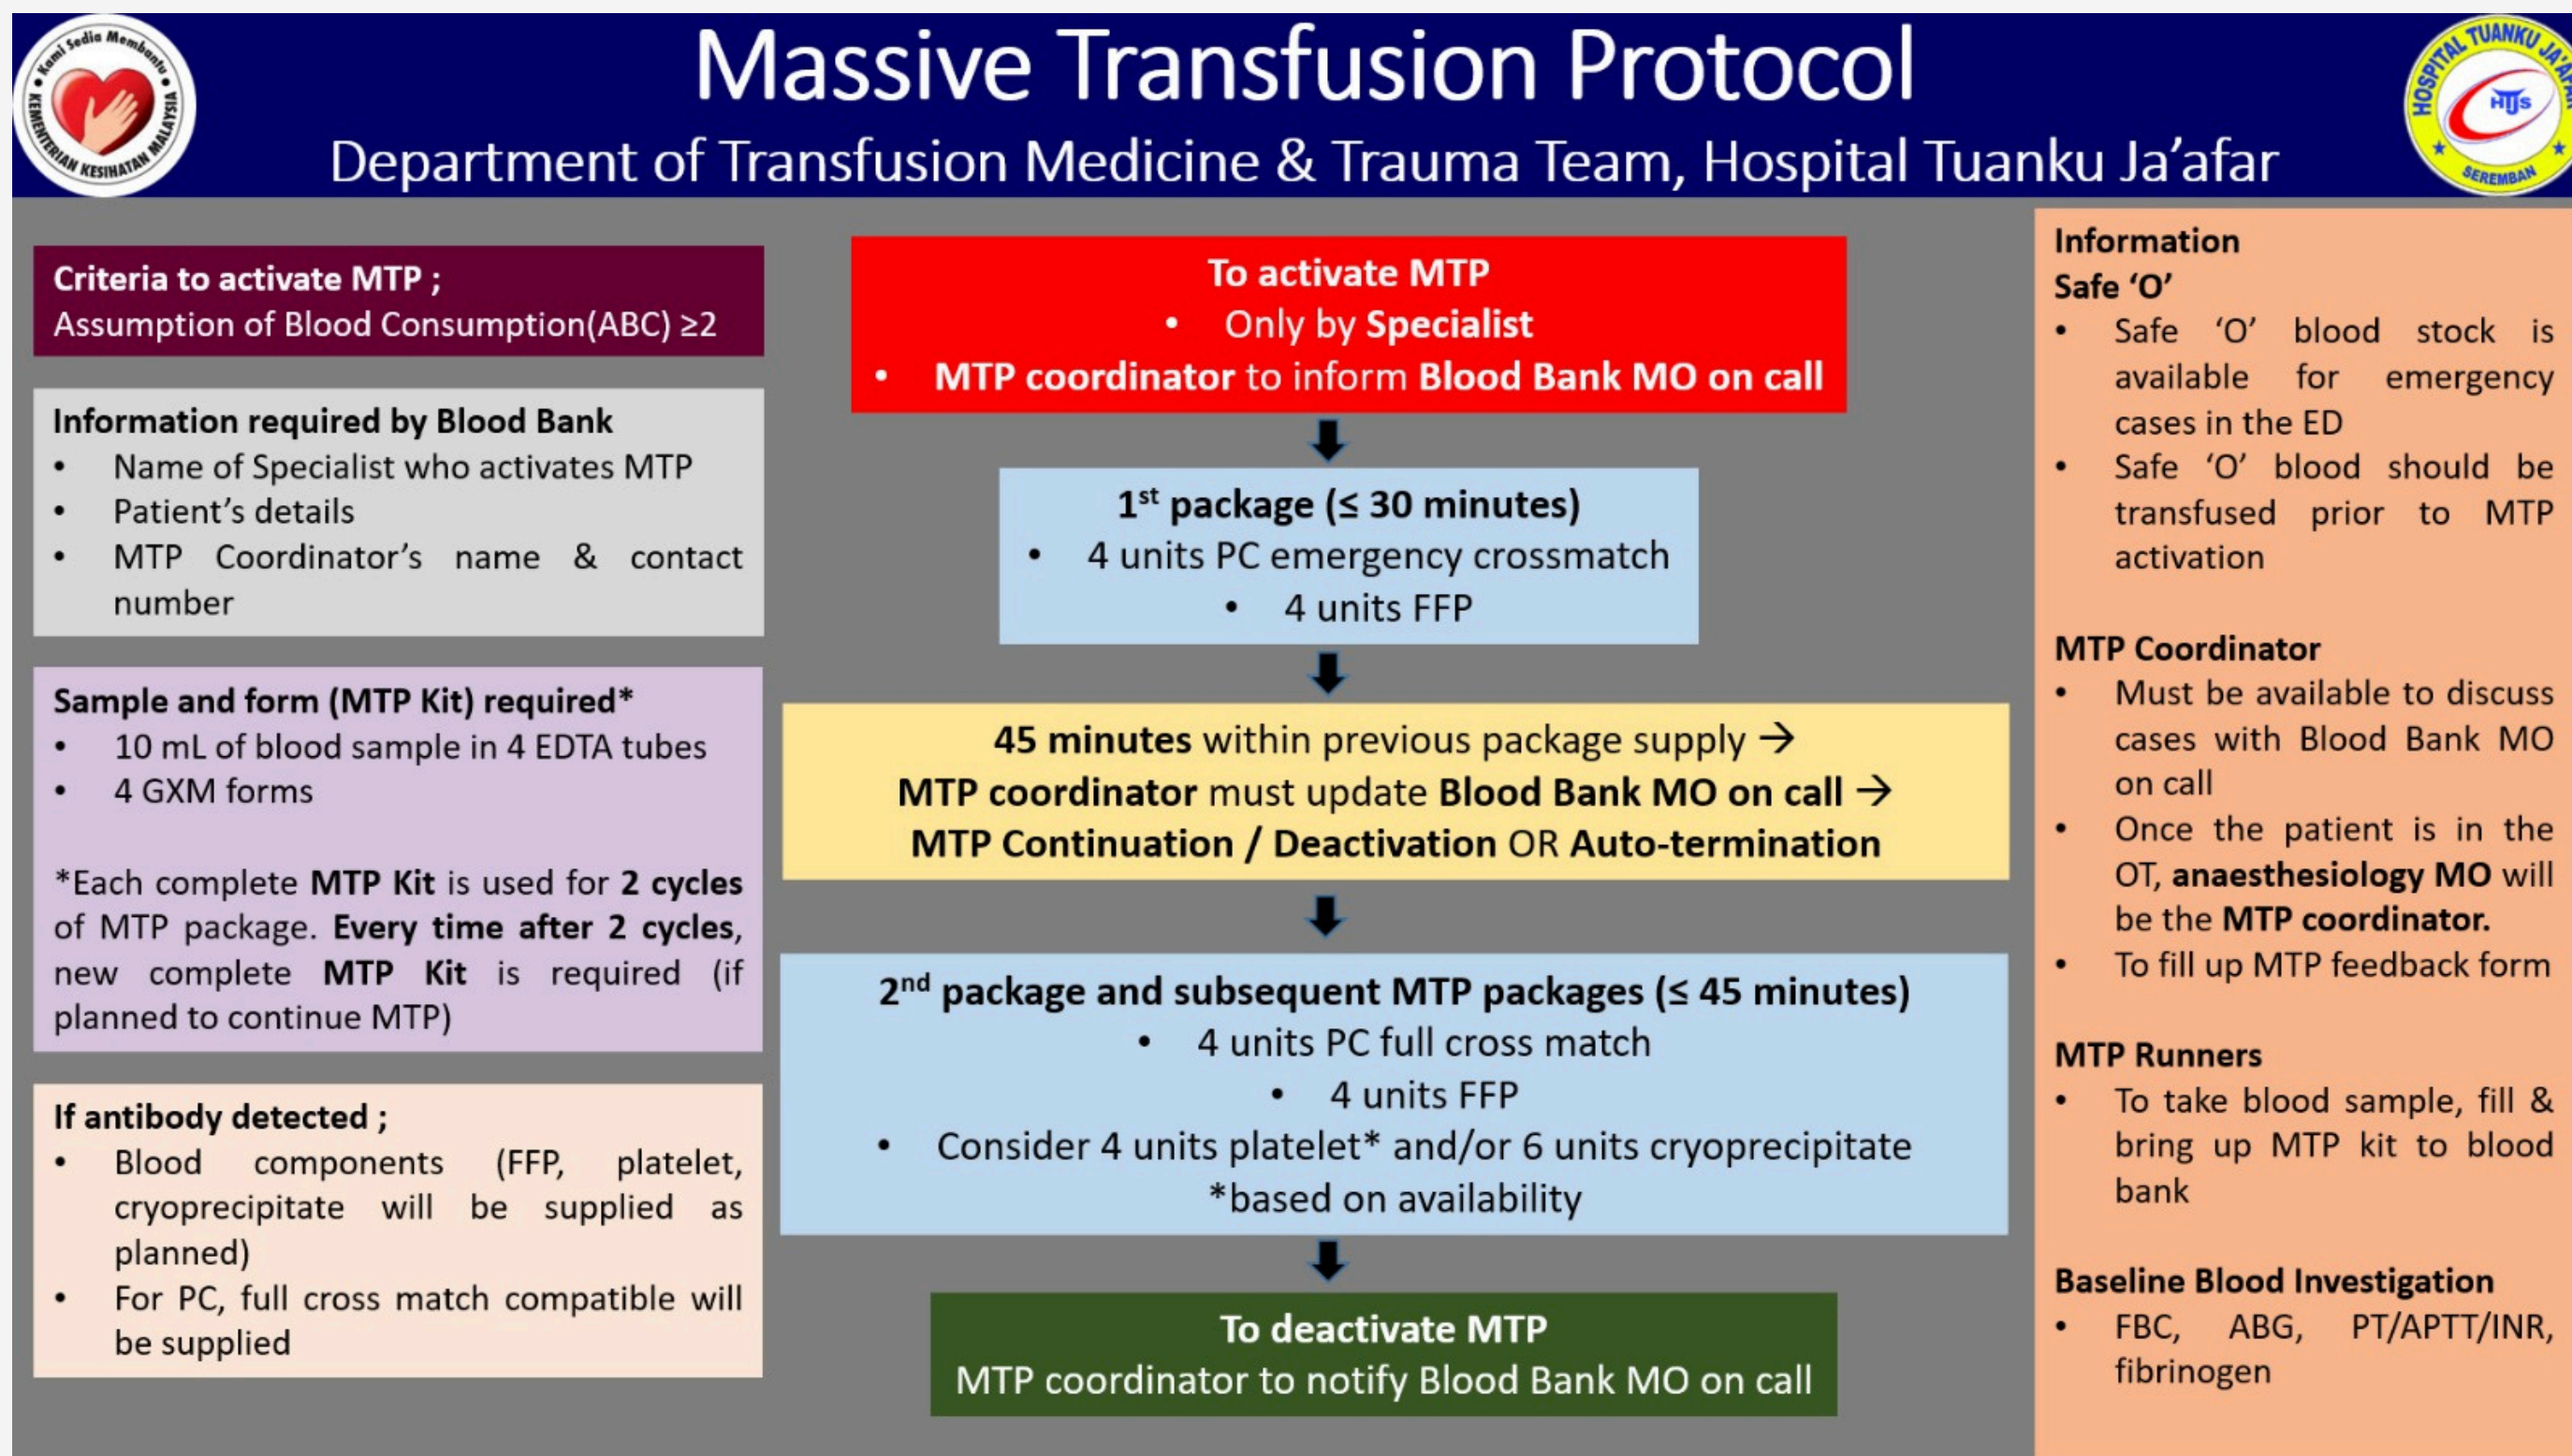 Kami Sedia Membantu
KEMENTERIAN KESIHATAN MALAYSIA
Massive Transfusion Protocol
Department of Transfusion Medicine & Trauma Team, Hospital Tuanku Ja’afar
HOSPITAL TUANKU JA'AFAR
HTJS
SEREMBAN
Criteria to activate MTP ;
Assumption of Blood Consumption(ABC) ≥2
Information required by Blood Bank
• Name of Specialist who activates MTP
• Patient’s details
• MTP Coordinator’s name & contact
number
Sample and form (MTP Kit) required*
• 10 mL of blood sample in 4 EDTA tubes
• 4 GXM forms
*Each complete MTP Kit is used for 2 cycles
of MTP package. Every time after 2 cycles,
new complete MTP Kit is required (if
planned to continue MTP)
If antibody detected ;
• Blood components (FFP, platelet,
cryoprecipitate will be supplied as
planned)
• For PC, full cross match compatible will
be supplied
To activate MTP
• Only by Specialist
• MTP coordinator to inform Blood Bank MO on call
1st package (≤ 30 minutes)
• 4 units PC emergency crossmatch
• 4 units FFP
45 minutes within previous package supply →
MTP coordinator must update Blood Bank MO on call →
MTP Continuation / Deactivation OR Auto-termination
2nd package and subsequent MTP packages (≤ 45 minutes)
• 4 units PC full cross match
• 4 units FFP
• Consider 4 units platelet* and/or 6 units cryoprecipitate
*based on availability
To deactivate MTP
MTP coordinator to notify Blood Bank MO on call
Information
Safe ‘O’
• Safe ‘O’ blood stock is
available for emergency
cases in the ED
• Safe ‘O’ blood should be
transfused prior to MTP
activation
MTP Coordinator
• Must be available to discuss
cases with Blood Bank MO
on call
• Once the patient is in the
OT, anaesthesiology MO will
be the MTP coordinator.
• To fill up MTP feedback form
MTP Runners
• To take blood sample, fill &
bring up MTP kit to blood
bank
Baseline Blood Investigation
• FBC, ABG, PT/APTT/INR,
fibrinogen